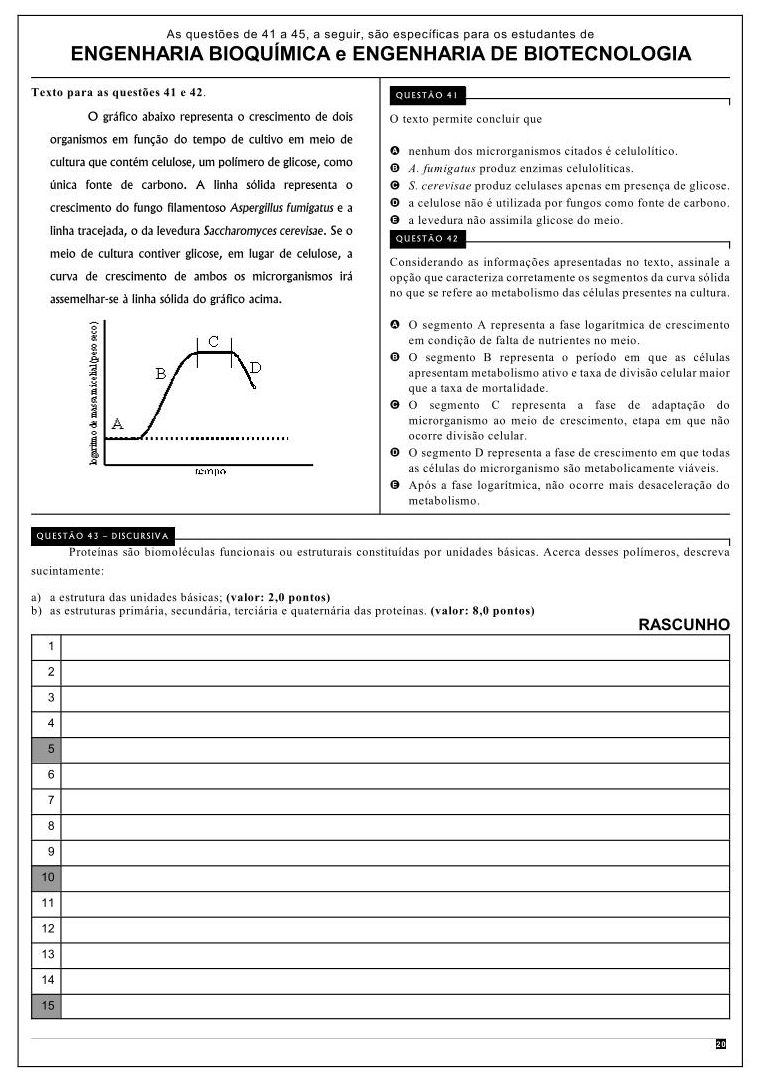 As questões de 41 a 45, a seguir, são específicas para os estudantes de
ENGENHARIA BIOQUÍMICA e ENGENHARIA DE BIOTECNOLOGIA
Texto para as questões 41 e 42.
O gráfico abaixo representa o crescimento de dois
organismos em função do tempo de cultivo em meio de
cultura que contém celulose, um polímero de glicose, como
única fonte de carbono. A linha sólida representa o
crescimento do fungo filamentoso Aspergillus fumigatus e a
linha tracejada, o da levedura Saccharomyces cerevisae. Se o
meio de cultura contiver glicose, em lugar de celulose, a
curva de crescimento de ambos os microrganismos irá
assemelhar-se à linha sólida do gráfico acima.
logaritmo de massa micelial (peso seco)
A
B
C
D
tempo
QUESTÃO 41
O texto permite concluir que
A nenhum dos microrganismos citados é celulolítico.
B A. fumigatus produz enzimas celulolíticas.
C S. cerevisae produz celulases apenas em presença de glicose.
D a celulose não é utilizada por fungos como fonte de carbono.
E a levedura não assimila glicose do meio.
QUESTÃO 42
Considerando as informações apresentadas no texto, assinale a
opção que caracteriza corretamente os segmentos da curva sólida
no que se refere ao metabolismo das células presentes na cultura.
A O segmento A representa a fase logarítmica de crescimento
em condição de falta de nutrientes no meio.
B O segmento B representa o período em que as células
apresentam metabolismo ativo e taxa de divisão celular maior
que a taxa de mortalidade.
C O segmento C representa a fase de adaptação do
microrganismo ao meio de crescimento, etapa em que não
ocorre divisão celular.
D O segmento D representa a fase de crescimento em que todas
as células do microrganismo são metabolicamente viáveis.
E Após a fase logarítmica, não ocorre mais desaceleração do
metabolismo.
QUESTÃO 43 – DISCURSIVA
Proteínas são biomoléculas funcionais ou estruturais constituídas por unidades básicas. Acerca desses polímeros, descreva
sucintamente:
a) a estrutura das unidades básicas; (valor: 2,0 pontos)
b) as estruturas primária, secundária, terciária e quaternária das proteínas. (valor: 8,0 pontos)
RASCUNHO
1
2
3
4
5
6
7
8
9
10
11
12
13
14
15
20